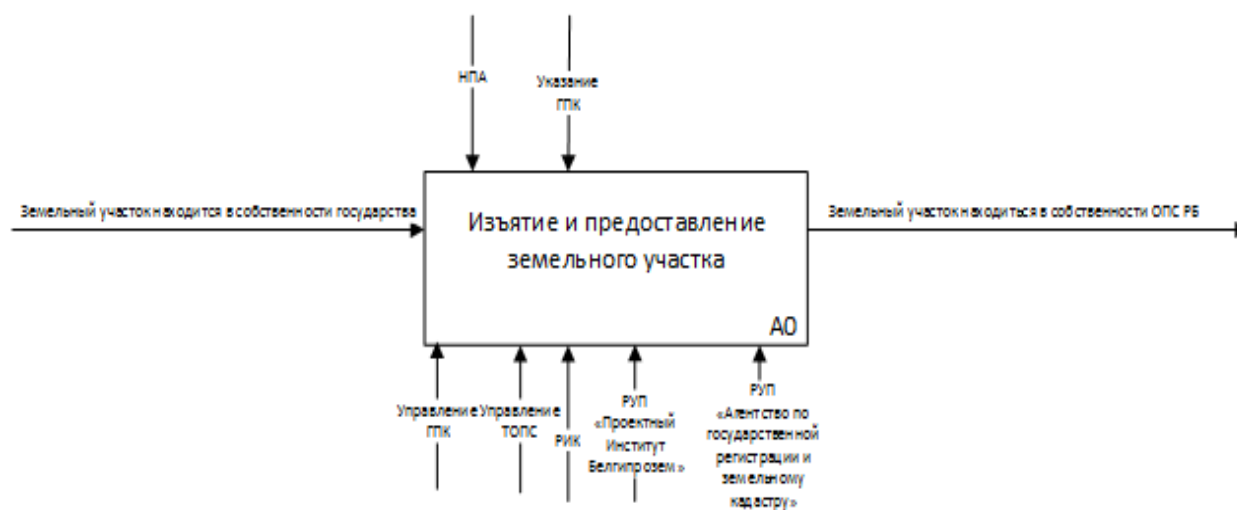 НПА
Указание
ГПК
Земельный участок находится в собственности государства
Изъятие и предоставление
земельного участка
А0
Земельный участок находиться в собственности ОПС РБ
Управление
ГПК
Управление
ТОПС
РИК
РУП
«Проектный
Институт
Белгипрозем»
РУП
«Агентство по
государственной
регистрации и
земельному
кадастру»